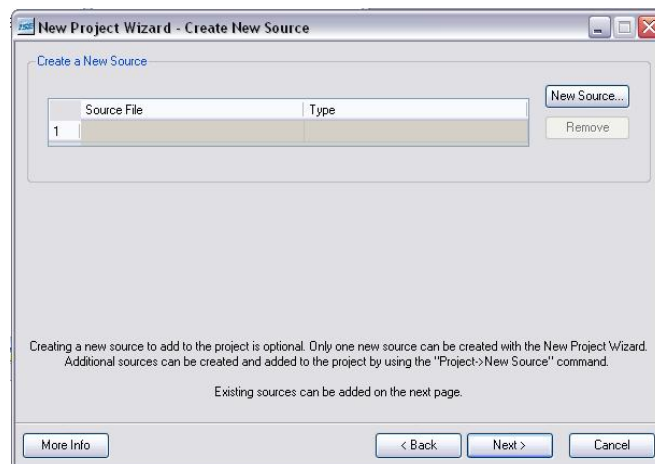 ISE New Project Wizard - Create New Source
Create a New Source
Source File Type
New Source...
1
Remove
Creating a new source to add to the project is optional. Only one new source can be created with the New Project Wizard.
Additional sources can be created and added to the project by using the "Project->New Source" command.
Existing sources can be added on the next page.
More Info < Back Next > Cancel